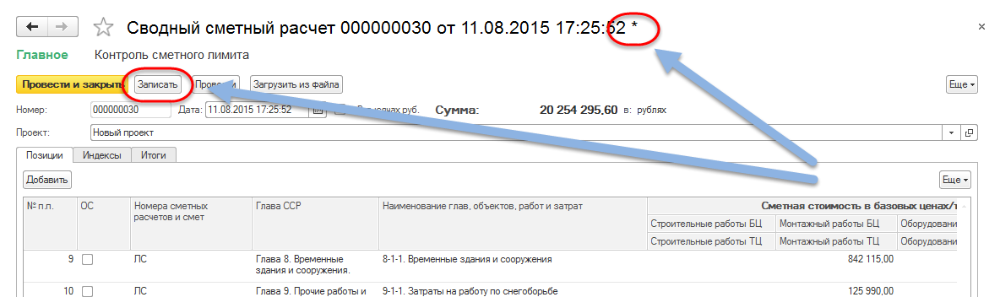 Сводный сметный расчет 000000030 от 11.08.2015 17:25:52 *
Главное Контроль сметного лимита
Провести и закрыть Записать Провести Загрузить из файла Еще
Номер: 000000030 Дата: 11.08.2015 17:25:52 руб. Сумма: 20 254 295,60 в: рублях
Проект: Новый проект
Позиции Индексы Итоги
Добавить Еще
№ п.п. ОС Номера сметных расчетов и смет Глава ССР Наименование глав, объектов, работ и затрат Сметная стоимость в базовых ценах/т
Строительные работы БЦ Монтажный работы БЦ Оборудовани
Строительные работы ТЦ Монтажный работы ТЦ Оборудовани
9 ЛС Глава 8. Временные здания и сооружения. 8-1-1. Временные здания и сооружения 842 115,00
10 ЛС Глава 9. Прочие работы и 9-1-1. Затраты на работу по снегоборьбе 125 990,00